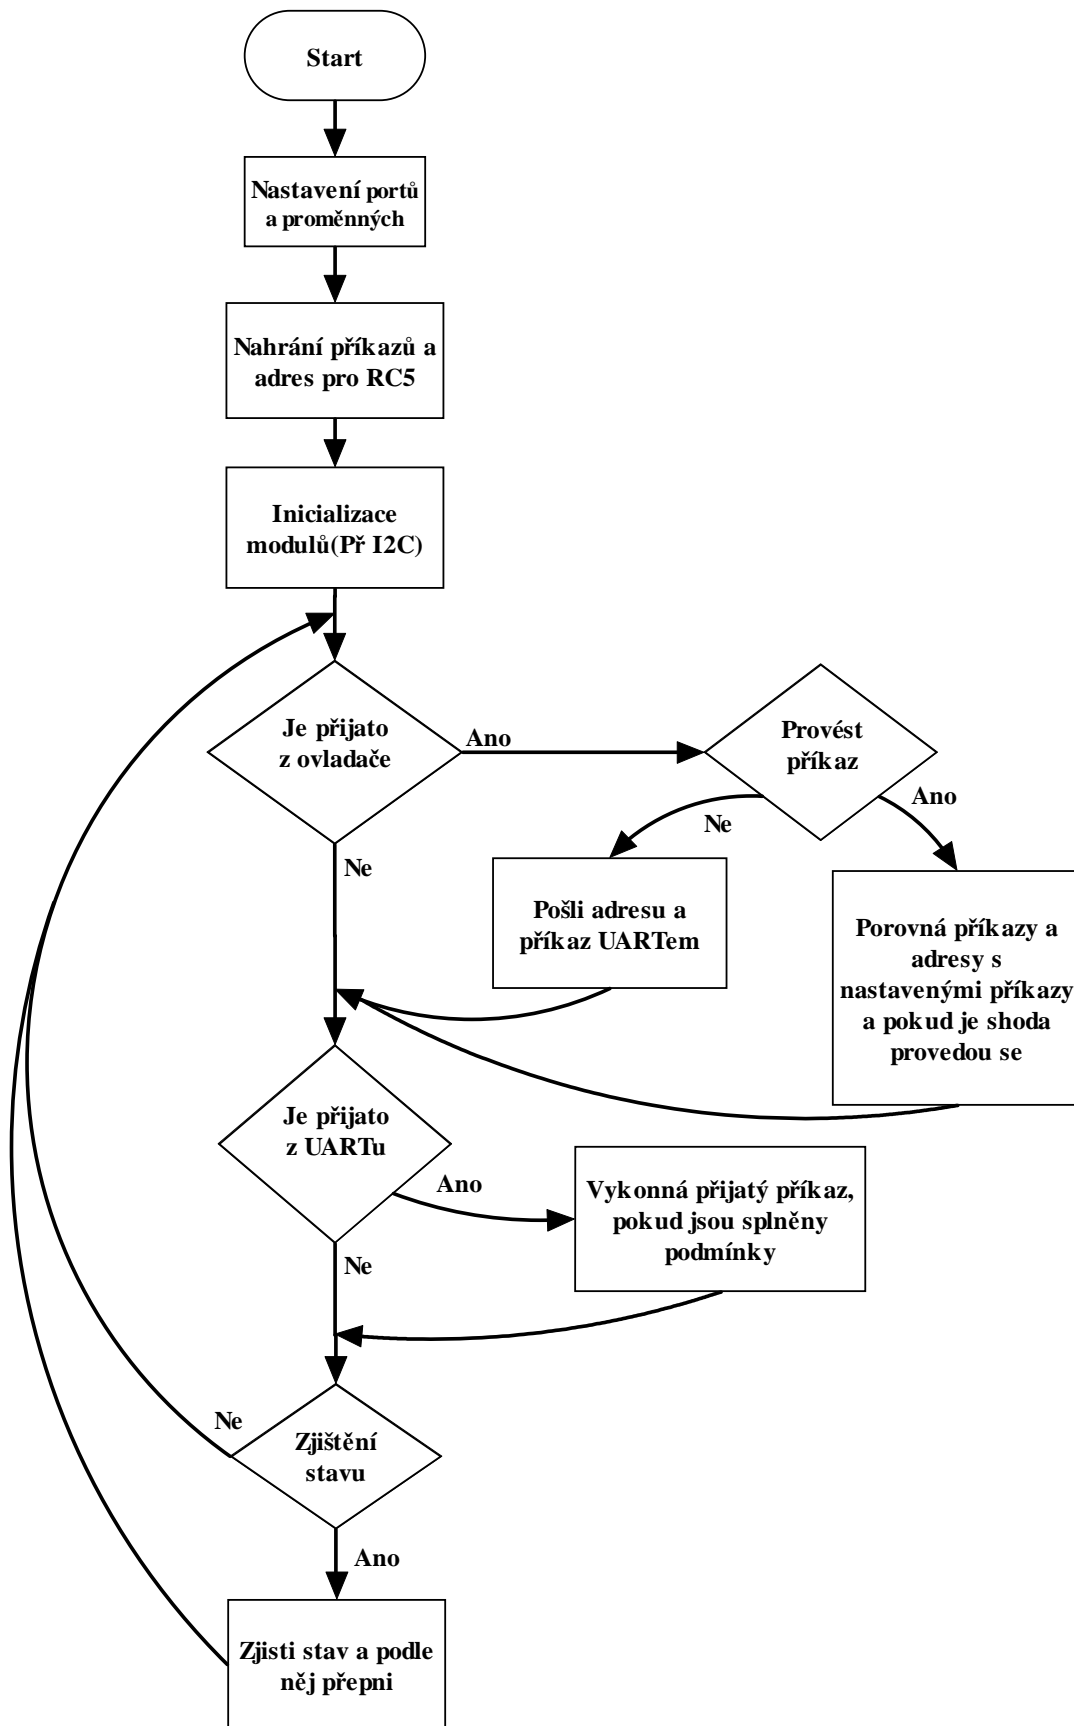 Start
Nastavení portů
a proměnných
Nahrání příkazů a
adres pro RC5
Inicializace
modulů(Př I2C)
Je přijato
z ovladače
Ano
Provést
příkaz
Ne
Ano
Ne
Pošli adresu a
příkaz UARTem
Porovná příkazy a
adresy s
nastavenými příkazy
a pokud je shoda
provedou se
Je přijato
z UARTu
Ano
Vykonná přijatý příkaz,
pokud jsou splněny
podmínky
Ne
Ne
Zjištění
stavu
Ano
Zjisti stav a podle
něj přepni